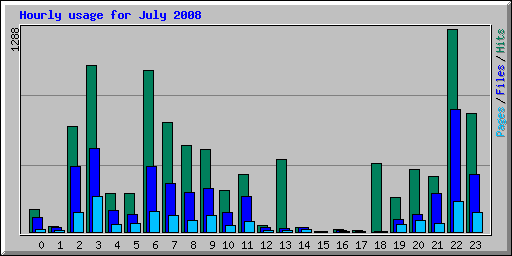 Hourly usage for July 2008
1288
Pages/Files/Hits
0 1 2 3 4 5 6 7 8 9 10 11 12 13 14 15 16 17 18 19 20 21 22 23